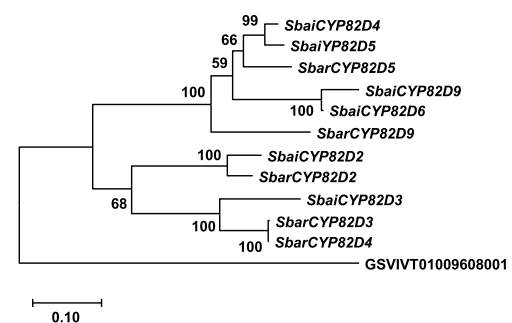 99
SbaiCYP82D4
66
SbaiYP82D5
59
SbarCYP82D5
100
SbaiCYP82D9
100
SbaiCYP82D6
SbarCYP82D9
100
SbaiCYP82D2
SbarCYP82D2
68
SbaiCYP82D3
100
SbarCYP82D3
100
SbarCYP82D4
GSVIVT01009608001
0.10